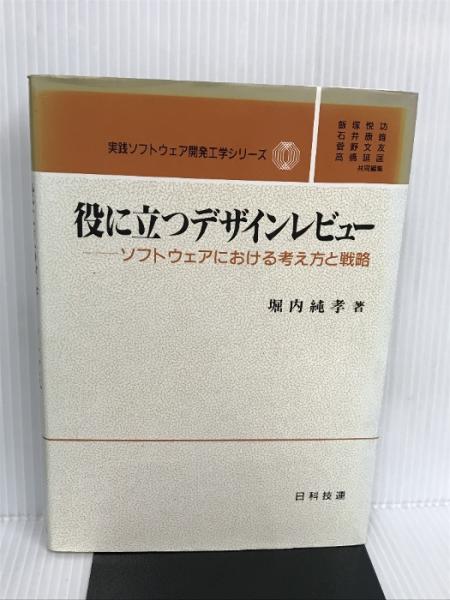 飯塚悦功
石井康雄
菅野文友
高橋延匡
共同編集
実践ソフトウェア開発工学シリーズ
役に立つデザインレビュー
──ソフトウェアにおける考え方と戦略
堀内純孝 著
日科技連